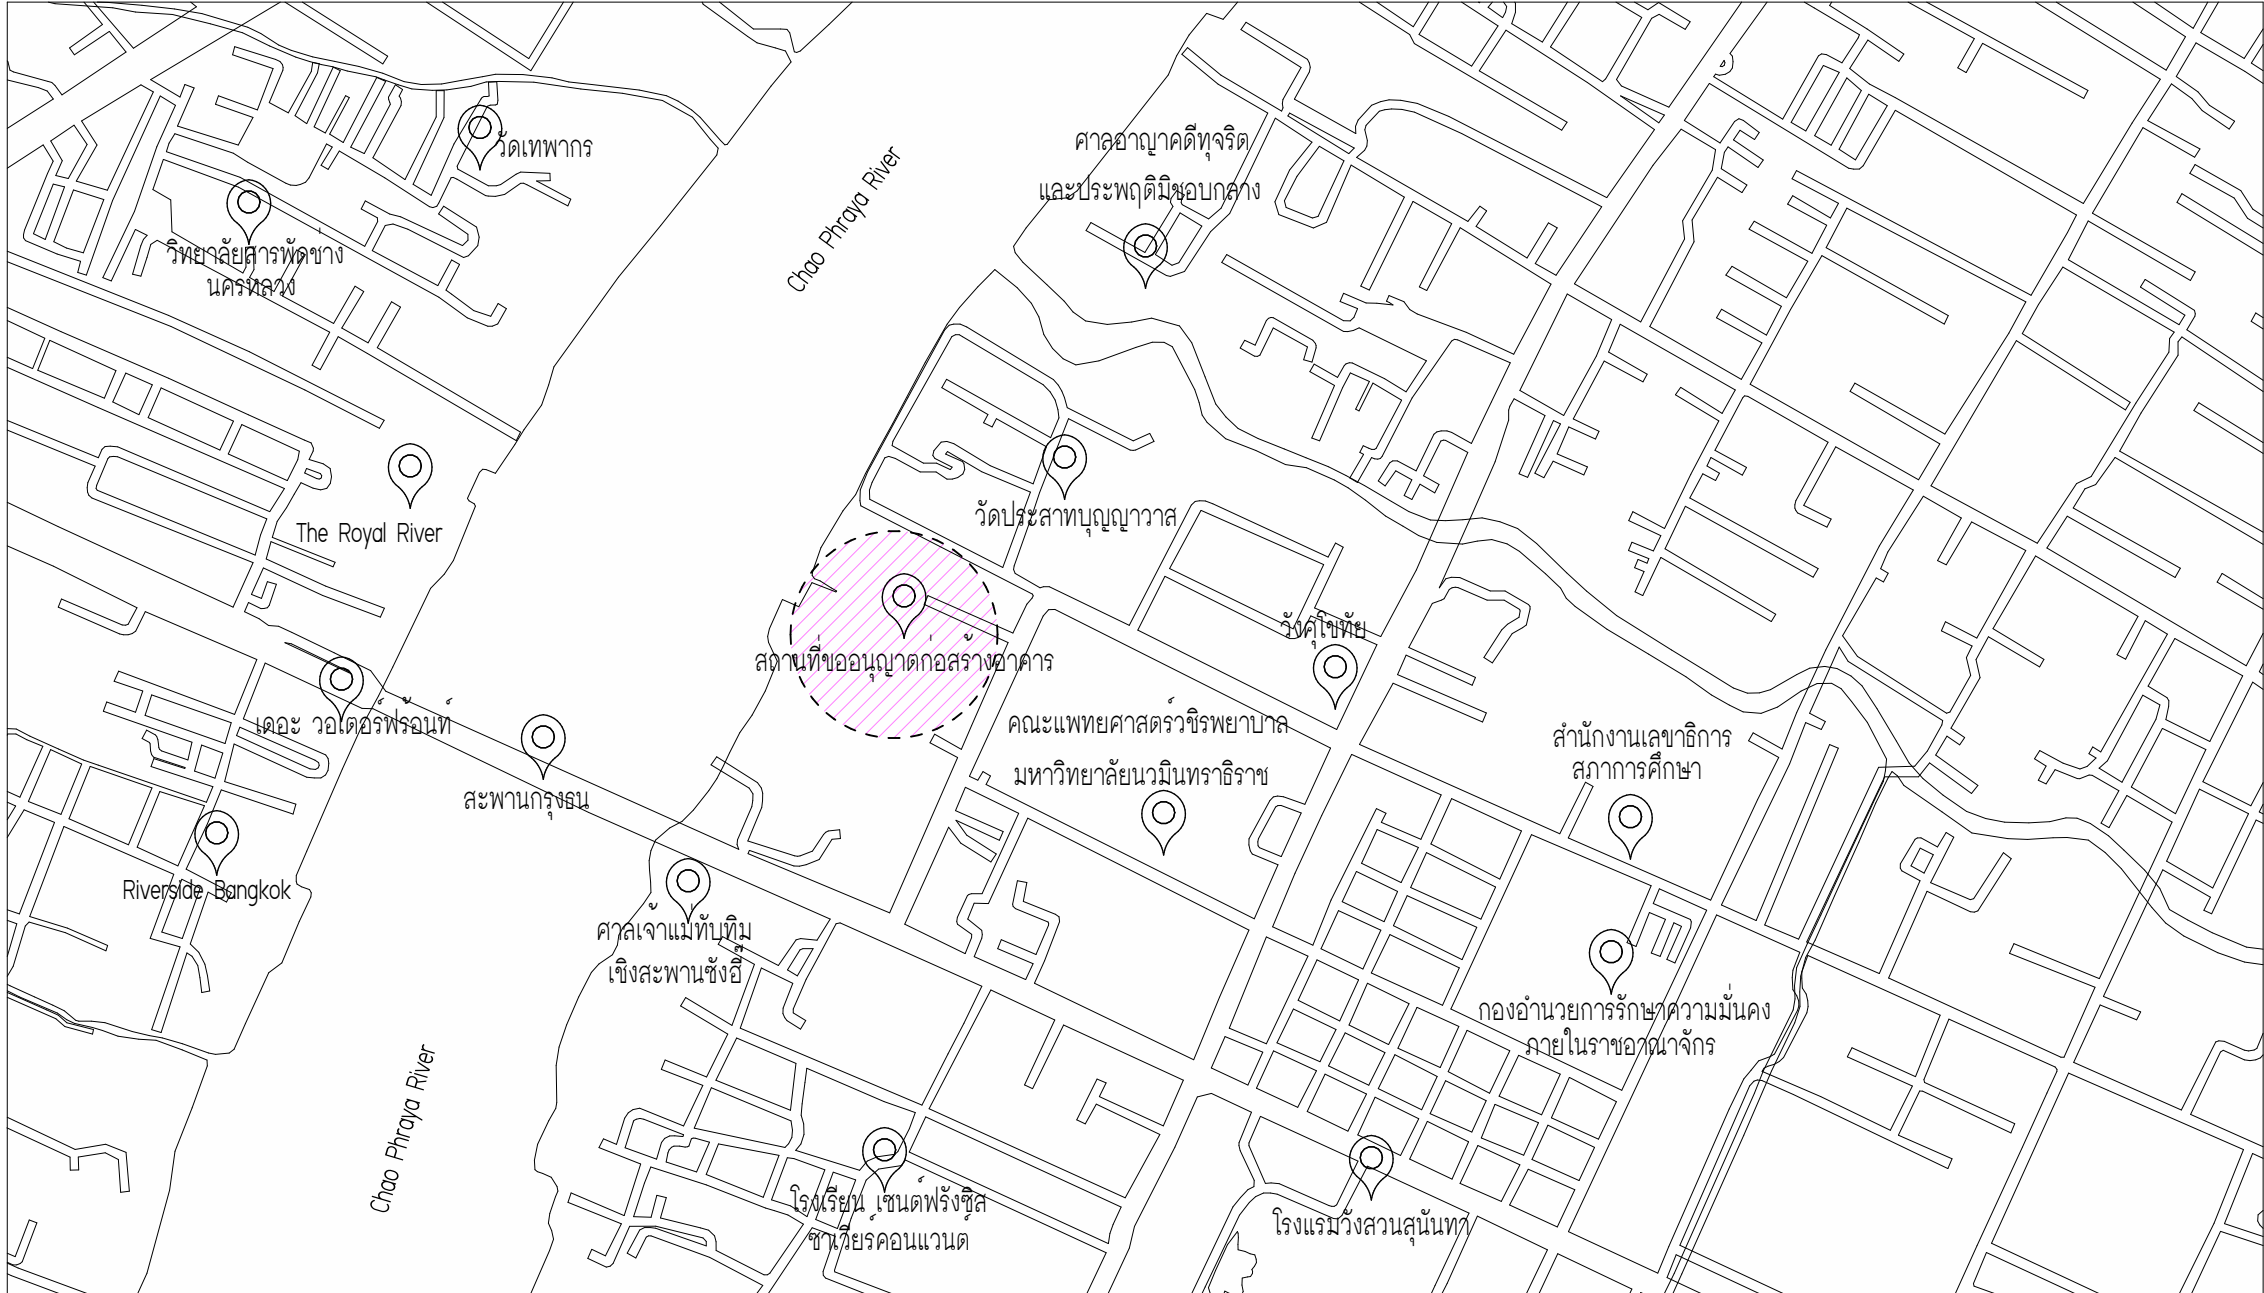 วัดเทพากร
ศาลอาญาคดีทุจริต
และประพฤติมิชอบกลาง
Chao Phraya River
วิทยาลัยสารพัดช่าง
นครหลวง
The Royal River
วัดประสาทบุญญาวาส
วังศุโขทัย
สถานที่ขออนุญาตก่อสร้างอาคาร
เดอะ วอเตอร์ฟร้อนท์
คณะแพทยศาสตร์วชิรพยาบาล
มหาวิทยาลัยนวมินทราธิราช
สำนักงานเลขาธิการ
สภาการศึกษา
สะพานกรุงธน
Riverside Bangkok
ศาลเจ้าแม่ทับทิม
เชิงสะพานซังฮี๊
กองอำนวยการรักษาความมั่นคง
ภายในราชอาณาจักร
Chao Phraya River
โรงเรียน เซนต์ฟรังซีส
ซาเวียร์คอนแวนต์
โรงแรมวังสวนสุนันทา